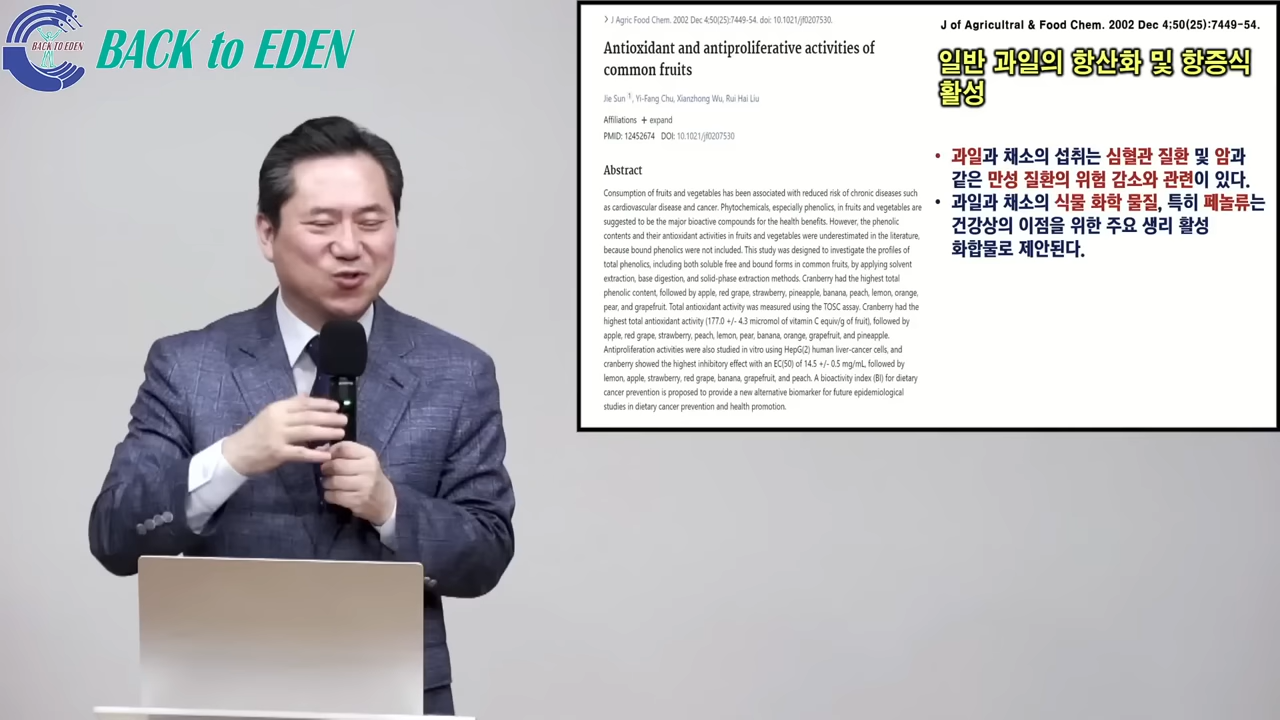 BACK TO EDEN
BACK to EDEN
J Agric Food Chem. 2002 Dec 4;50(25):7449-54. doi: 10.1021/jf0207530.
Antioxidant and antiproliferative activities of
common fruits
Jie Sun 1, Yi-Fang Chu, Xianzhong Wu, Rui Hai Liu
Affiliations + expand
PMID: 12452674 DOI: 10.1021/jf0207530
Abstract
Consumption of fruits and vegetables has been associated with reduced risk of chronic diseases such
as cardiovascular disease and cancer. Phytochemicals, especially phenolics, in fruits and vegetables are
suggested to be the major bioactive compounds for the health benefits. However, the phenolic
contents and their antioxidant activities in fruits and vegetables were underestimated in the literature,
because bound phenolics were not included. This study was designed to investigate the profiles of
total phenolics, including both soluble free and bound forms in common fruits, by applying solvent
extraction, base digestion, and solid-phase extraction methods. Cranberry had the highest total
phenolic content, followed by apple, red grape, strawberry, pineapple, banana, peach, lemon, orange,
pear, and grapefruit. Total antioxidant activity was measured using the TOSC assay. Cranberry had the
highest total antioxidant activity (177.0 +/- 4.3 micromol of vitamin C equiv/g of fruit), followed by
apple, red grape, strawberry, peach, lemon, pear, banana, orange, grapefruit, and pineapple.
Antiproliferation activities were also studied in vitro using HepG(2) human liver-cancer cells, and
cranberry showed the highest inhibitory effect with an EC(50) of 14.5 +/- 0.5 mg/mL, followed by
lemon, apple, strawberry, red grape, banana, grapefruit, and peach. A bioactivity index (BI) for dietary
cancer prevention is proposed to provide a new alternative biomarker for future epidemiological
studies in dietary cancer prevention and health promotion.
J of Agricultral & Food Chem. 2002 Dec 4;50(25):7449-54.
일반 과일의 항산화 및 항증식
활성
• 과일과 채소의 섭취는 심혈관 질환 및 암과
같은 만성 질환의 위험 감소와 관련이 있다.
• 과일과 채소의 식물 화학 물질, 특히 페놀류는
건강상의 이점을 위한 주요 생리 활성
화합물로 제안된다.